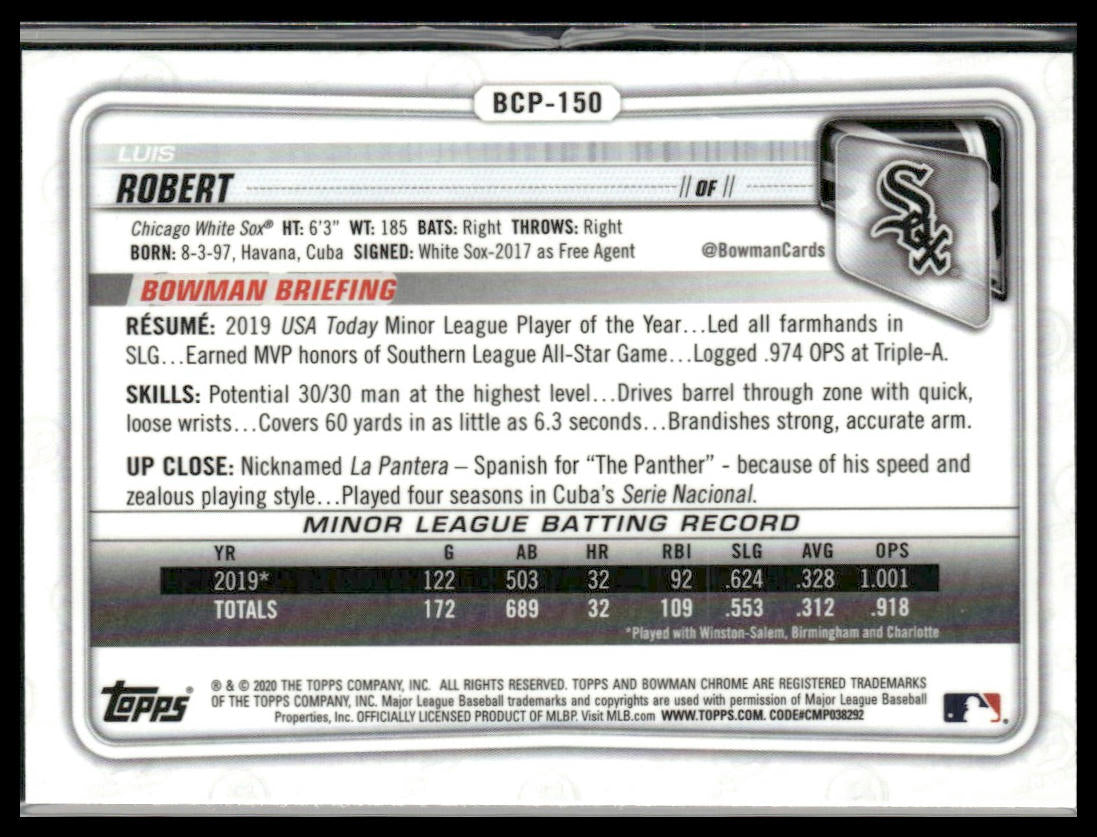 BCP-150
LUIS
ROBERT // OF //
Sox
Chicago White Sox® HT: 6'3" WT: 185 BATS: Right THROWS: Right
BORN: 8-3-97, Havana, Cuba SIGNED: White Sox-2017 as Free Agent @BowmanCards
BOWMAN BRIEFING
RÉSUMÉ: 2019 USA Today Minor League Player of the Year...Led all farmhands in
SLG...Earned MVP honors of Southern League All-Star Game...Logged .974 OPS at Triple-A.
SKILLS: Potential 30/30 man at the highest level...Drives barrel through zone with quick,
loose wrists...Covers 60 yards in as little as 6.3 seconds...Brandishes strong, accurate arm.
UP CLOSE: Nicknamed La Pantera – Spanish for "The Panther" - because of his speed and
zealous playing style...Played four seasons in Cuba's Serie Nacional.
MINOR LEAGUE BATTING RECORD
YR G AB HR RBI SLG AVG OPS
2019* 122 503 32 92 .624 .328 1.001
TOTALS 172 689 32 109 .553 .312 .918
*Played with Winston-Salem, Birmingham and Charlotte
Topps® ® & © 2020 THE TOPPS COMPANY, INC. ALL RIGHTS RESERVED. TOPPS AND BOWMAN CHROME ARE REGISTERED TRADEMARKS
OF THE TOPPS COMPANY, INC. Major League Baseball trademarks and copyrights are used with permission of Major League Baseball
Properties, Inc. OFFICIALLY LICENSED PRODUCT OF MLBP. Visit MLB.com WWW.TOPPS.COM. CODE#CMP038292